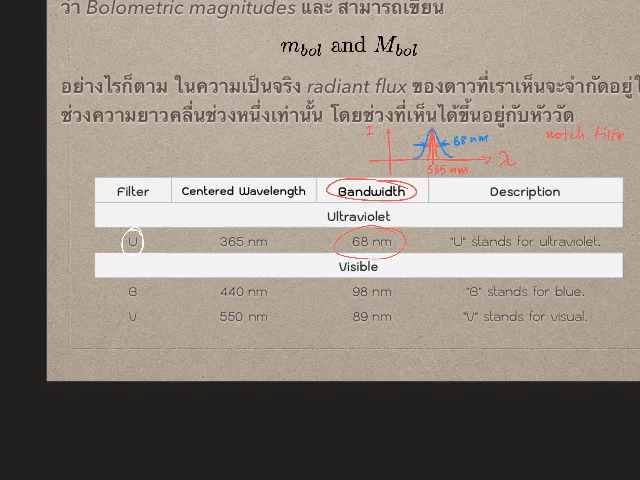 ว่า Bolometric magnitudes และ สามารถเขียน
m_bol and M_bol
อย่างไรก็ตาม ในความเป็นจริง radiant flux ของดาวที่เราเห็นจะจำกัดอยู่
ช่วงความยาวคลื่นช่วงหนึ่งเท่านั้น โดยช่วงที่เห็นได้ขึ้นอยู่กับหัววัด
I 68 nm notch filter
λ
365 nm
Filter Centered Wavelength Bandwidth Description
Ultraviolet
U 365 nm 68 nm "U" stands for ultraviolet.
Visible
B 440 nm 98 nm "B" stands for blue.
V 550 nm 89 nm "V" stands for visual.